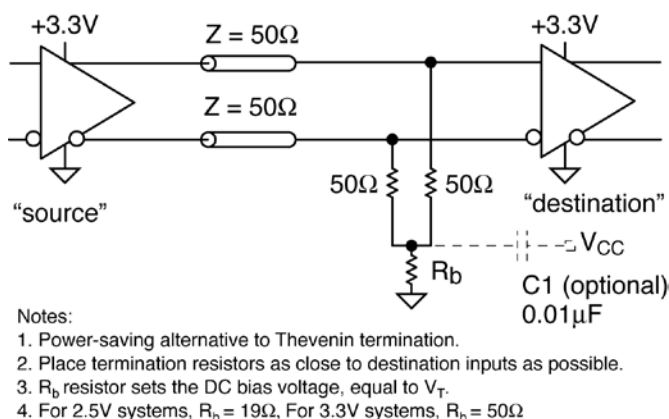 +3.3V
+3.3V
Z = 50Ω
Z = 50Ω
50Ω
50Ω
"source"
"destination"
VCC
Rb
C1 (optional)
0.01μF
Notes:
1. Power-saving alternative to Thevenin termination.
2. Place termination resistors as close to destination inputs as possible.
3. Rb resistor sets the DC bias voltage, equal to VT.
4. For 2.5V systems, Rb = 19Ω, For 3.3V systems, Rb = 50Ω